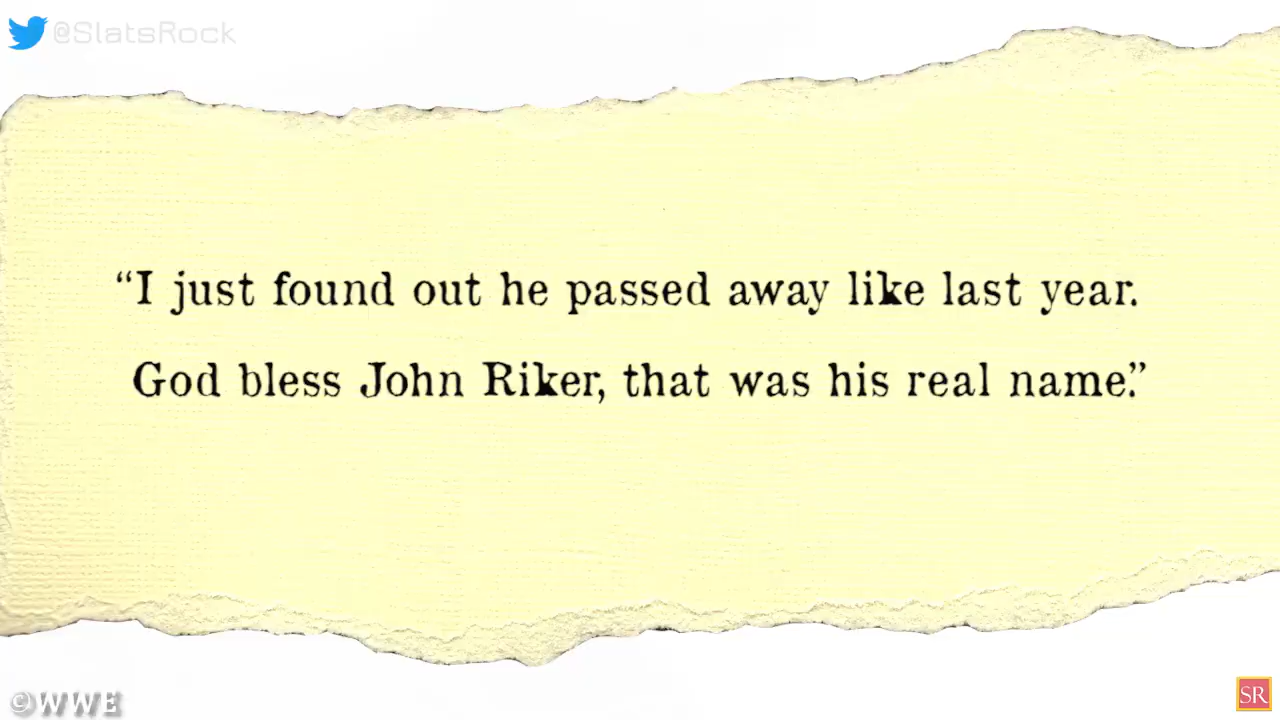 @SlatsRock
“I just found out he passed away like last year.
God bless John Riker, that was his real name.”
©WWE
SR